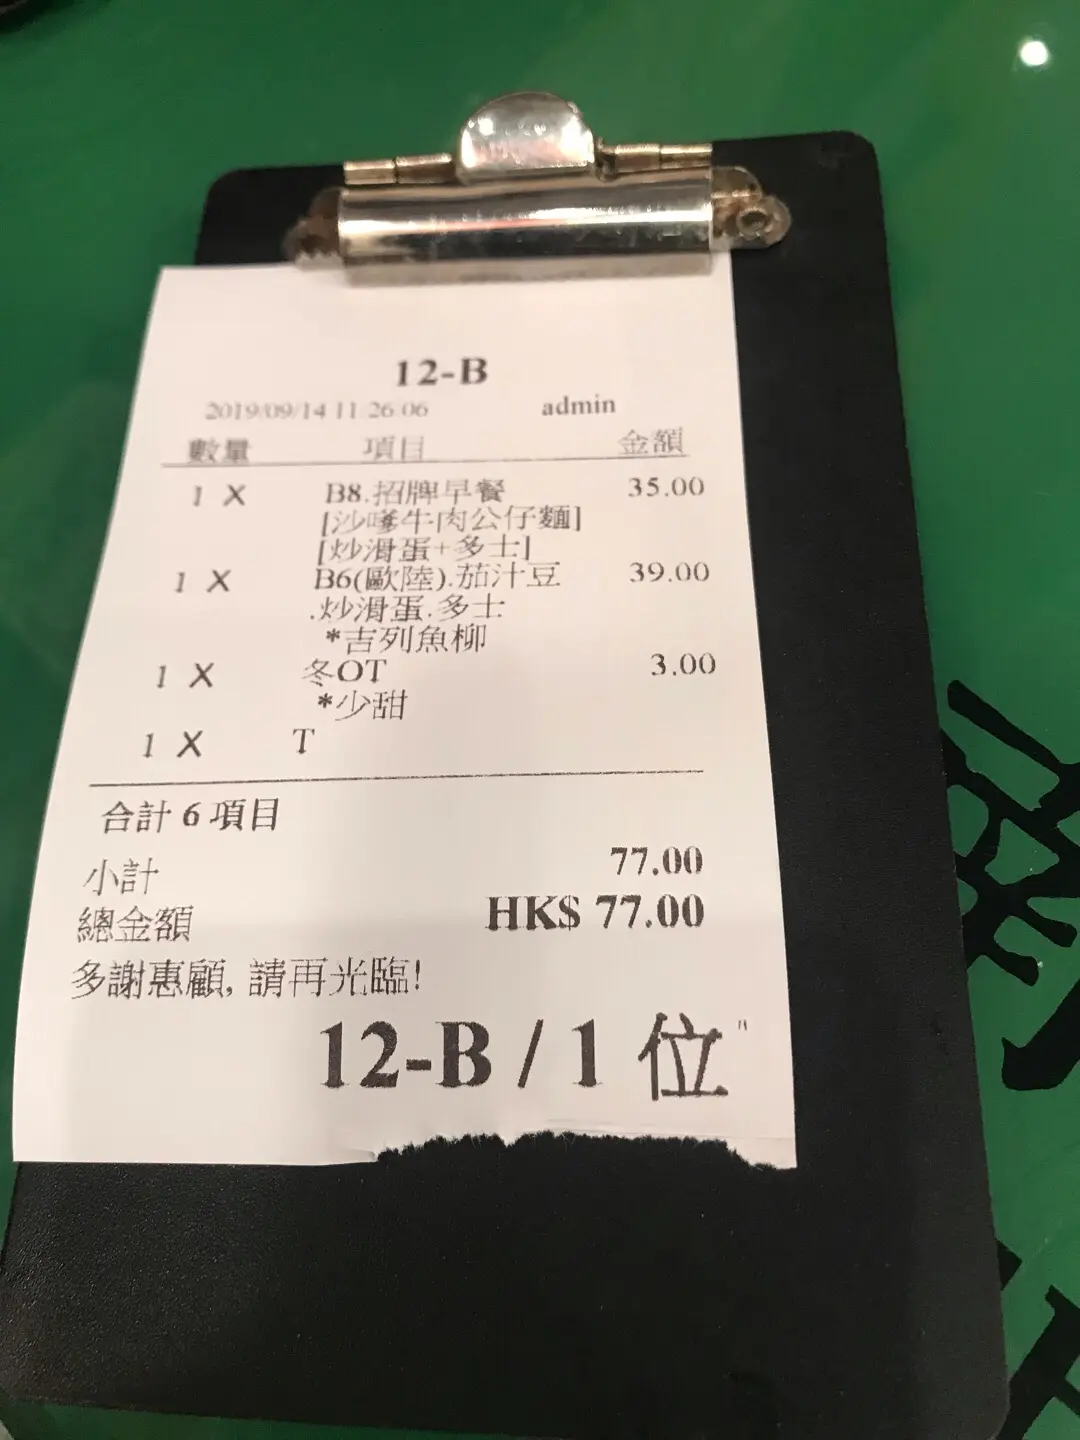 12-B
2019/09/14 11:26:06 admin
數量 項目 金額
1 X B8.招牌早餐 35.00
[沙嗲牛肉公仔麵]
[炒滑蛋+多士]
1 X B6(歐陸).茄汁豆 39.00
.炒滑蛋.多士
*吉列魚柳
1 X 冬OT 3.00
*少甜
1 X T
合計 6 項目
小計 77.00
總金額 HK$ 77.00
多謝惠顧, 請再光臨!
12-B / 1 位